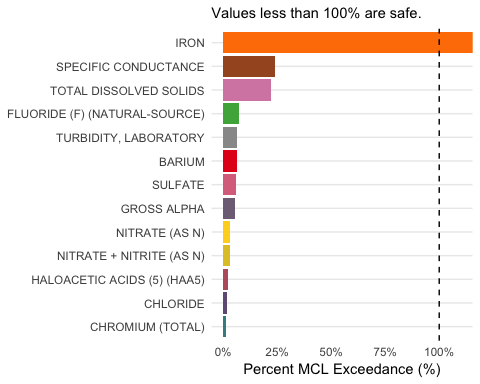 Values less than 100% are safe.
IRON
SPECIFIC CONDUCTANCE
TOTAL DISSOLVED SOLIDS
FLUORIDE (F) (NATURAL-SOURCE)
TURBIDITY, LABORATORY
BARIUM
SULFATE
GROSS ALPHA
NITRATE (AS N)
NITRATE + NITRITE (AS N)
HALOACETIC ACIDS (5) (HAA5)
CHLORIDE
CHROMIUM (TOTAL)
0% 25% 50% 75% 100%
Percent MCL Exceedance (%)